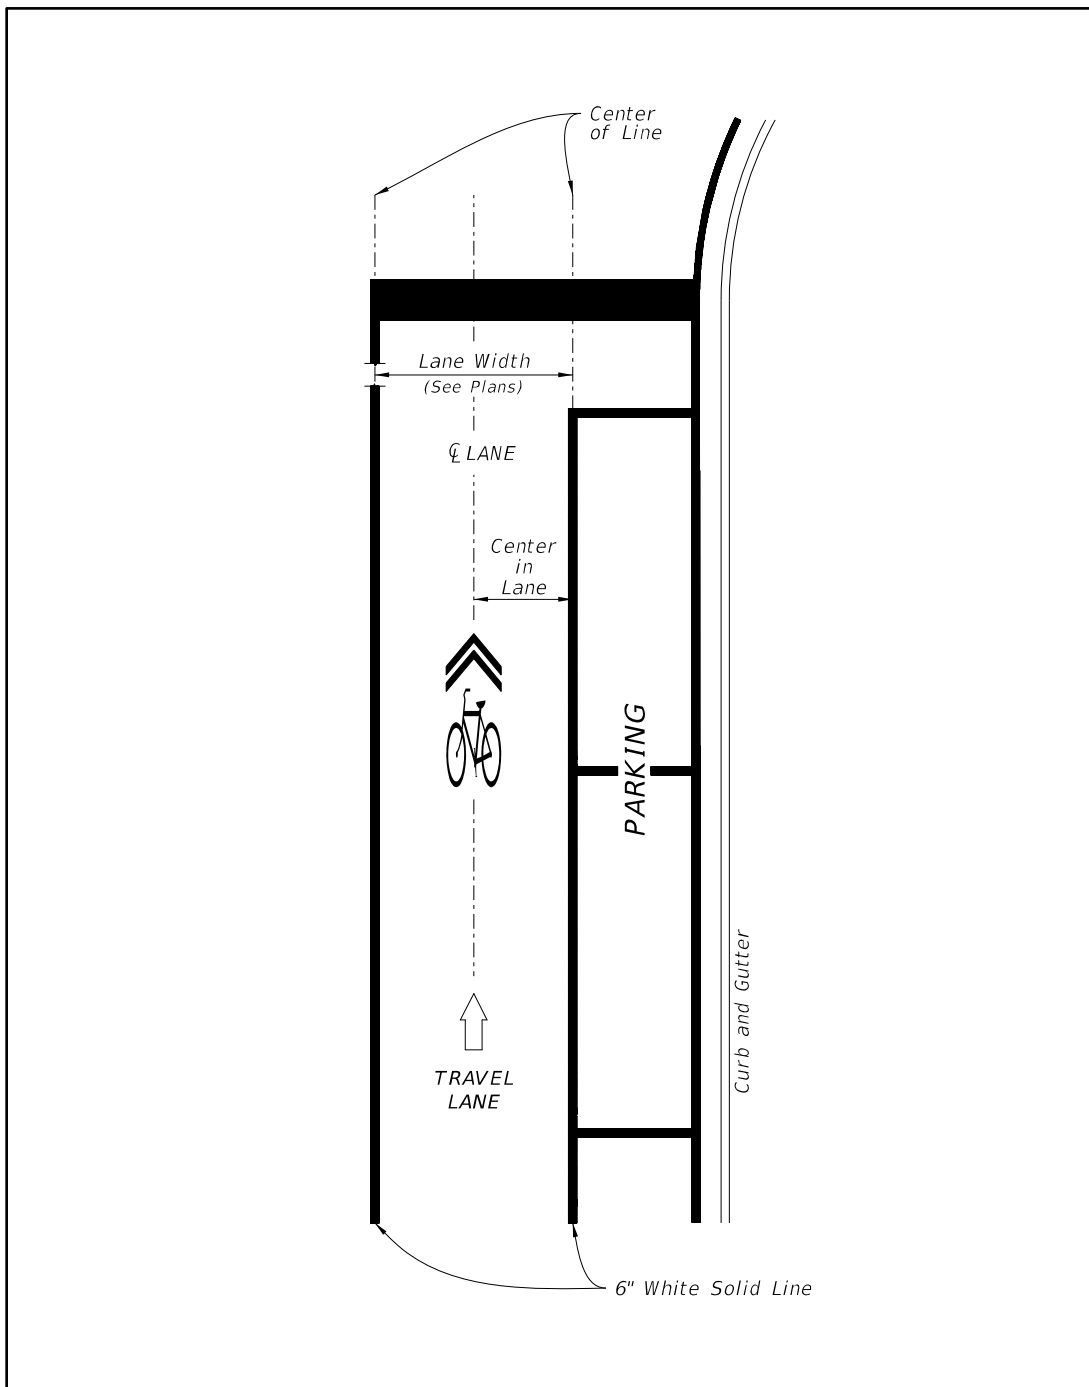 Center
of Line
Lane Width
(See Plans)
℄ LANE
Center
in
Lane
PARKING
Curb and Gutter
TRAVEL
LANE
6" White Solid Line